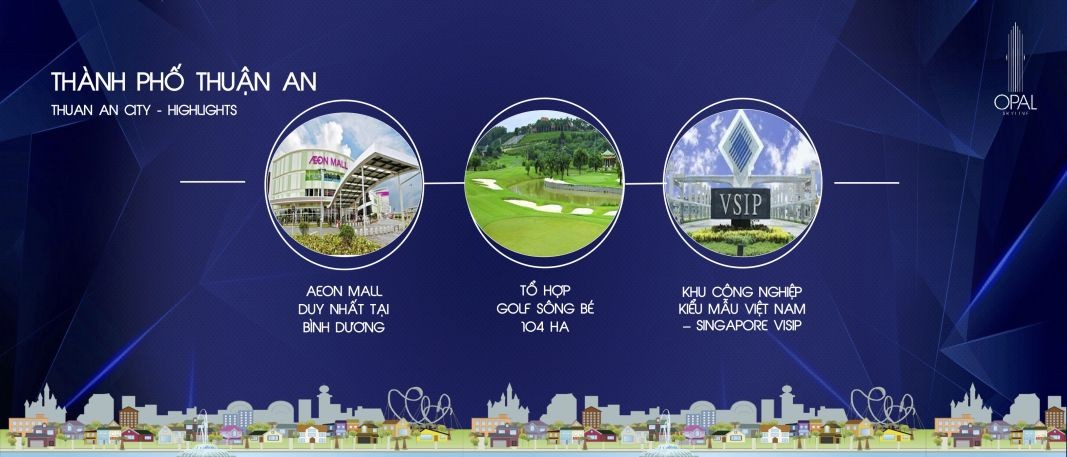 THÀNH PHỐ THUẬN AN
THUAN AN CITY - HIGHLIGHTS
OPAL
SKYLINE
AEON MALL
VSIP
AEON MALL
DUY NHẤT TẠI
BÌNH DƯƠNG
TỔ HỢP
GOLF SÔNG BÉ
104 HA
KHU CÔNG NGHIỆP
KIỂU MẪU VIỆT NAM
– SINGAPORE VSIP